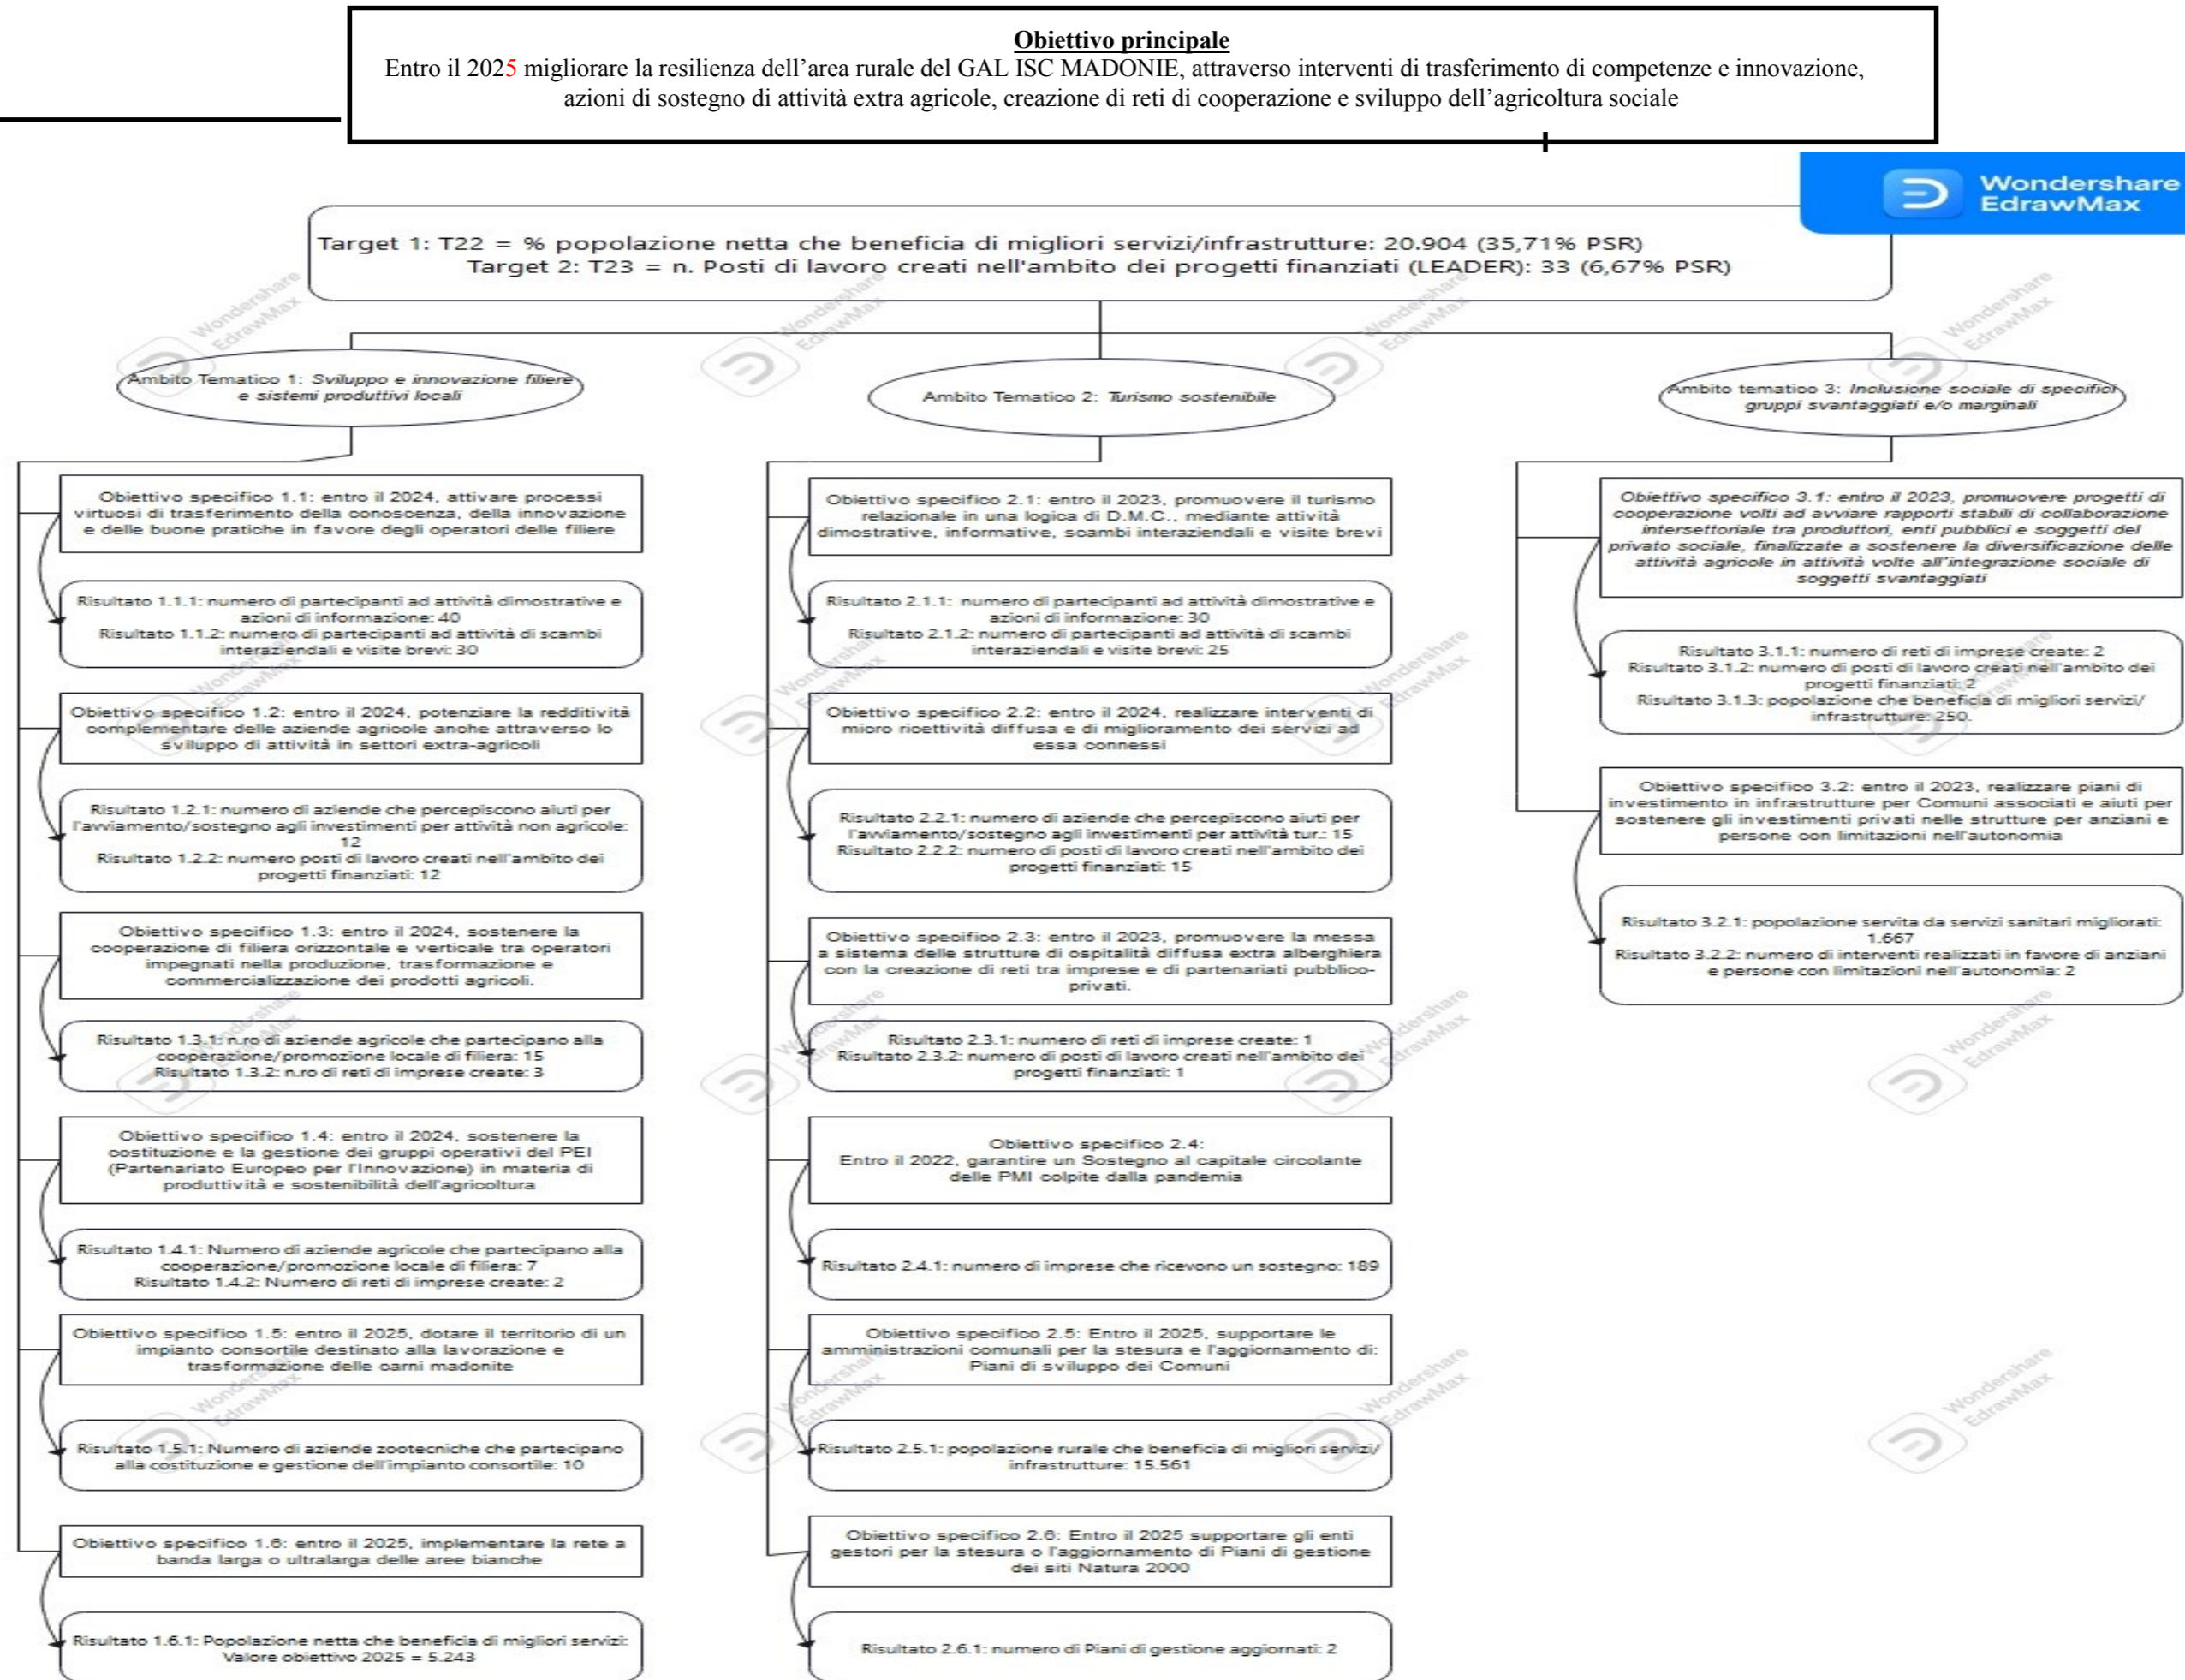 Obiettivo principale
Entro il 2025 migliorare la resilienza dell’area rurale del GAL ISC MADONIE, attraverso interventi di trasferimento di competenze e innovazione,
azioni di sostegno di attività extra agricole, creazione di reti di cooperazione e sviluppo dell’agricoltura sociale
Wondershare
EdrawMax
Target 1: T22 = % popolazione netta che beneficia di migliori servizi/infrastrutture: 20.904 (35,71% PSR)
Target 2: T23 = n. Posti di lavoro creati nell'ambito dei progetti finanziati (LEADER): 33 (6,67% PSR)
Ambito Tematico 1: Sviluppo e innovazione filiere
e sistemi produttivi locali
Obiettivo specifico 1.1: entro il 2024, attivare processi
virtuosi di trasferimento della conoscenza, della innovazione
e delle buone pratiche in favore degli operatori delle filiere
Risultato 1.1.1: numero di partecipanti ad attività dimostrative e
azioni di informazione: 40
Risultato 1.1.2: numero di partecipanti ad attività di scambi
interaziendali e visite brevi: 30
Obiettivo specifico 1.2: entro il 2024, potenziare la redditività
complementare delle aziende agricole anche attraverso lo
sviluppo di attività in settori extra-agricoli
Risultato 1.2.1: numero di aziende che percepiscono aiuti per
l'avviamento/sostegno agli investimenti per attività non agricole:
12
Risultato 1.2.2: numero posti di lavoro creati nell'ambito dei
progetti finanziati: 12
Obiettivo specifico 1.3: entro il 2024, sostenere la
cooperazione di filiera orizzontale e verticale tra operatori
impegnati nella produzione, trasformazione e
commercializzazione dei prodotti agricoli.
Risultato 1.3.1: n.ro di aziende agricole che partecipano alla
cooperazione/promozione locale di filiera: 15
Risultato 1.3.2: n.ro di reti di imprese create: 3
Obiettivo specifico 1.4: entro il 2024, sostenere la
costituzione e la gestione dei gruppi operativi del PEI
(Partenariato Europeo per l'Innovazione) in materia di
produttività e sostenibilità dell'agricoltura
Risultato 1.4.1: Numero di aziende agricole che partecipano alla
cooperazione/promozione locale di filiera: 7
Risultato 1.4.2: Numero di reti di imprese create: 2
Obiettivo specifico 1.5: entro il 2025, dotare il territorio di un
impianto consortile destinato alla lavorazione e
trasformazione delle carni madonite
Risultato 1.5.1: Numero di aziende zootecniche che partecipano
alla costituzione e gestione dell'impianto consortile: 10
Obiettivo specifico 1.6: entro il 2025, implementare la rete a
banda larga o ultralarga delle aree bianche
Risultato 1.6.1: Popolazione netta che beneficia di migliori servizi:
Valore obiettivo 2025 = 5.243
Ambito Tematico 2: Turismo sostenibile
Obiettivo specifico 2.1: entro il 2023, promuovere il turismo
relazionale in una logica di D.M.C., mediante attività
dimostrative, informative, scambi interaziendali e visite brevi
Risultato 2.1.1: numero di partecipanti ad attività dimostrative e
azioni di informazione: 30
Risultato 2.1.2: numero di partecipanti ad attività di scambi
interaziendali e visite brevi: 25
Obiettivo specifico 2.2: entro il 2024, realizzare interventi di
micro ricettività diffusa e di miglioramento dei servizi ad
essa connessi
Risultato 2.2.1: numero di aziende che percepiscono aiuti per
l'avviamento/sostegno agli investimenti per attività tur.: 15
Risultato 2.2.2: numero di posti di lavoro creati nell'ambito dei
progetti finanziati: 15
Obiettivo specifico 2.3: entro il 2023, promuovere la messa
a sistema delle strutture di ospitalità diffusa extra alberghiera
con la creazione di reti tra imprese e di partenariati pubblico-
privati.
Risultato 2.3.1: numero di reti di imprese create: 1
Risultato 2.3.2: numero di posti di lavoro creati nell'ambito dei
progetti finanziati: 1
Obiettivo specifico 2.4:
Entro il 2022, garantire un Sostegno al capitale circolante
delle PMI colpite dalla pandemia
Risultato 2.4.1: numero di imprese che ricevono un sostegno: 189
Obiettivo specifico 2.5: Entro il 2025, supportare le
amministrazioni comunali per la stesura e l'aggiornamento di:
Piani di sviluppo dei Comuni
Risultato 2.5.1: popolazione rurale che beneficia di migliori servizi/
infrastrutture: 15.561
Obiettivo specifico 2.6: Entro il 2025 supportare gli enti
gestori per la stesura o l'aggiornamento di Piani di gestione
dei siti Natura 2000
Risultato 2.6.1: numero di Piani di gestione aggiornati: 2
Ambito tematico 3: Inclusione sociale di specifici
gruppi svantaggiati e/o marginali
Obiettivo specifico 3.1: entro il 2023, promuovere progetti di
cooperazione volti ad avviare rapporti stabili di collaborazione
intersettoriale tra produttori, enti pubblici e soggetti del
privato sociale, finalizzate a sostenere la diversificazione delle
attività agricole in attività volte all'integrazione sociale di
soggetti svantaggiati
Risultato 3.1.1: numero di reti di imprese create: 2
Risultato 3.1.2: numero di posti di lavoro creati nell'ambito dei
progetti finanziati: 2
Risultato 3.1.3: popolazione che beneficia di migliori servizi/
infrastrutture: 250.
Obiettivo specifico 3.2: entro il 2023, realizzare piani di
investimento in infrastrutture per Comuni associati e aiuti per
sostenere gli investimenti privati nelle strutture per anziani e
persone con limitazioni nell'autonomia
Risultato 3.2.1: popolazione servita da servizi sanitari migliorati:
1.667
Risultato 3.2.2: numero di interventi realizzati in favore di anziani
e persone con limitazioni nell'autonomia: 2